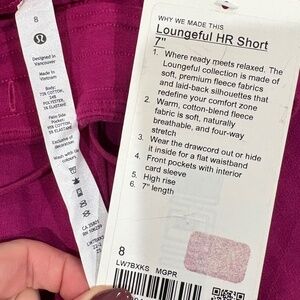 8
Designed in
Vancouver
Made in
Vietnam
Body:
Exclusive of
decoration
WHY WE MADE THIS
Loungeful HR Short
7"
1. Where ready meets relaxed. The
Loungeful collection is made of
soft, premium fleece fabrics
and laid-back silhouettes that
redefine your comfort zone
2. Warm, cotton-blend fleece
fabric is soft, naturally
breathable, and four-way
stretch
3. Wear the drawcord out or hide
it inside for a flat waistband
4. Front pockets with interior
card sleeve
5. High rise
6. 7" length
8
LW7BXKS MGPR